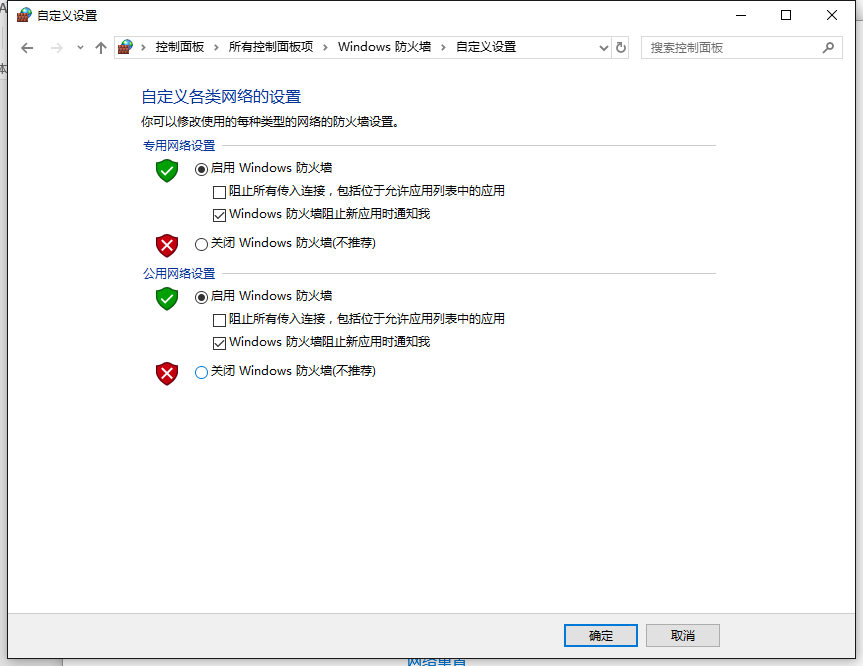 自定义设置
控制面板 › 所有控制面板项 › Windows 防火墙 › 自定义设置
搜索控制面板
自定义各类网络的设置
你可以修改使用的每种类型的网络的防火墙设置。
专用网络设置
启用 Windows 防火墙
阻止所有传入连接，包括位于允许应用列表中的应用
Windows 防火墙阻止新应用时通知我
关闭 Windows 防火墙(不推荐)
公用网络设置
启用 Windows 防火墙
阻止所有传入连接，包括位于允许应用列表中的应用
Windows 防火墙阻止新应用时通知我
关闭 Windows 防火墙(不推荐)
确定
取消
网络重置